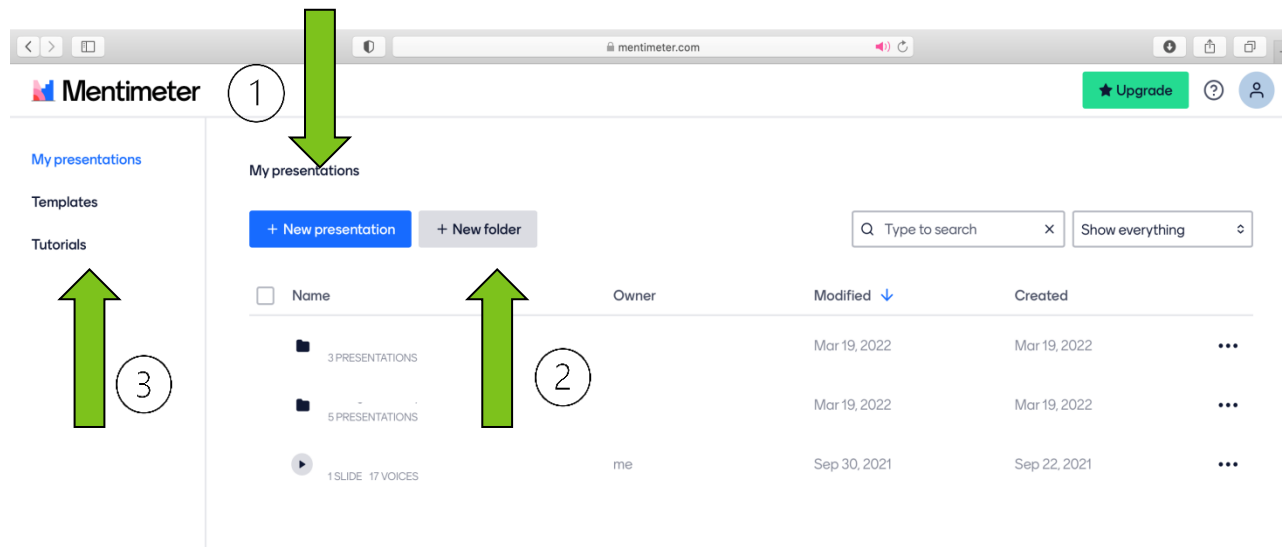 mentimeter.com
Mentimeter
1
Upgrade
My presentations
My presentations
Templates
+ New presentation
+ New folder
Type to search
Show everything
Tutorials
Name
Owner
Modified
Created
3 PRESENTATIONS
Mar 19, 2022
Mar 19, 2022
3
2
5 PRESENTATIONS
Mar 19, 2022
Mar 19, 2022
1 SLIDE 17 VOICES
me
Sep 30, 2021
Sep 22, 2021